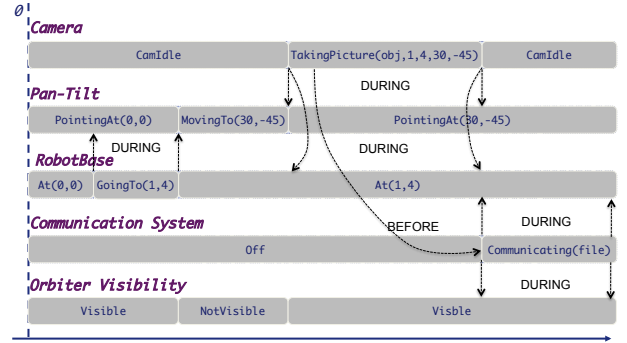 0
Camera
CamIdle TakingPicture(obj,1,4,30,-45) CamIdle
DURING
Pan-Tilt
PointingAt(0,0) MovingTo(30,-45) PointingAt(30,-45)
DURING DURING
RobotBase
At(0,0) GoingTo(1,4) At(1,4)
Communication System
BEFORE DURING
Off Communicating(file)
Orbiter Visibility
DURING
Visible NotVisible Visble